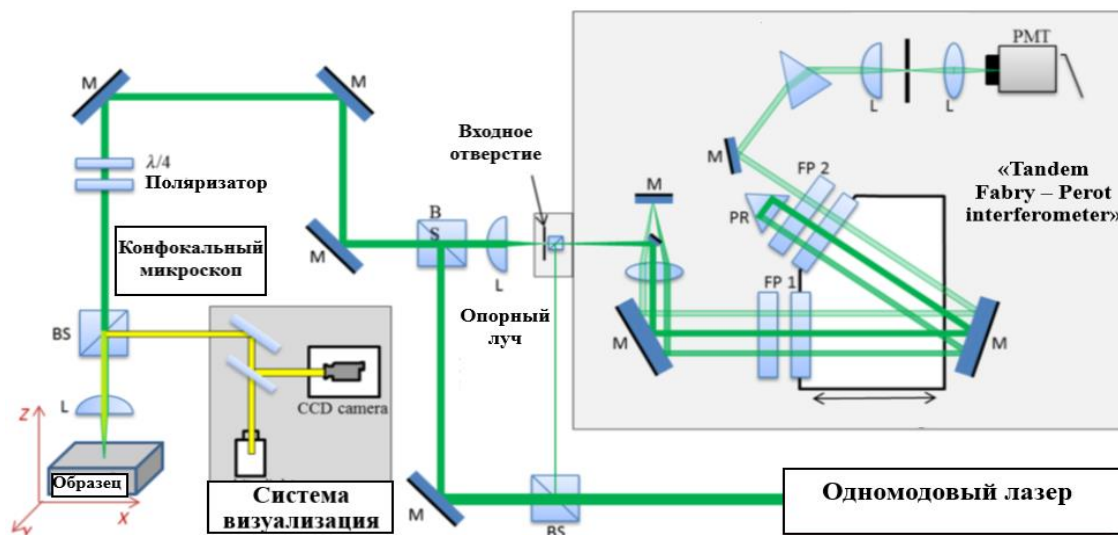 M
M
PMT
L
L
Входное
отверстие
λ/4
Поляризатор
M
M
FP 2
PR
«Tandem
Fabry – Perot
interferometer»
B
S
M
L
Конфокальный
микроскоп
Опорный
луч
FP 1
M
M
BS
L
CCD camera
Z
Образец
X
Y
Система
визуализация
M
BS
Одномодовый лазер